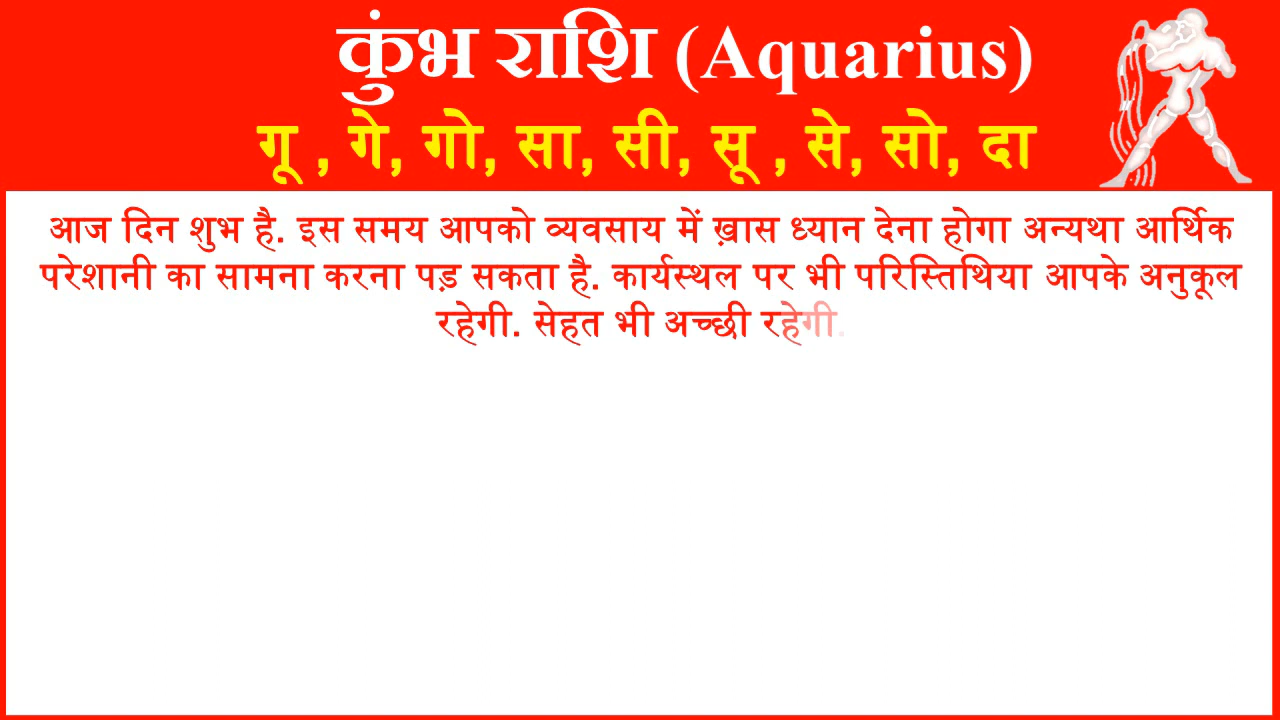 कुंभ राशि (Aquarius)
गू , गे, गो, सा, सी, सू , से, सो, दा
आज दिन शुभ है. इस समय आपको व्यवसाय में ख़ास ध्यान देना होगा अन्यथा आर्थिक
परेशानी का सामना करना पड़ सकता है. कार्यस्थल पर भी परिस्तिथिया आपके अनुकूल
रहेगी. सेहत भी अच्छी रहेगी.